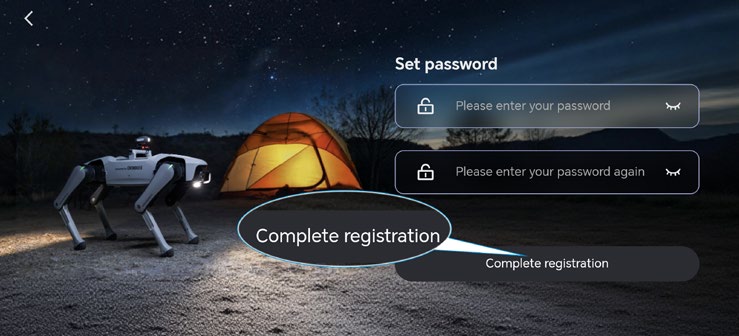 Set password
Please enter your password
Please enter your password again
Complete registration
Complete registration